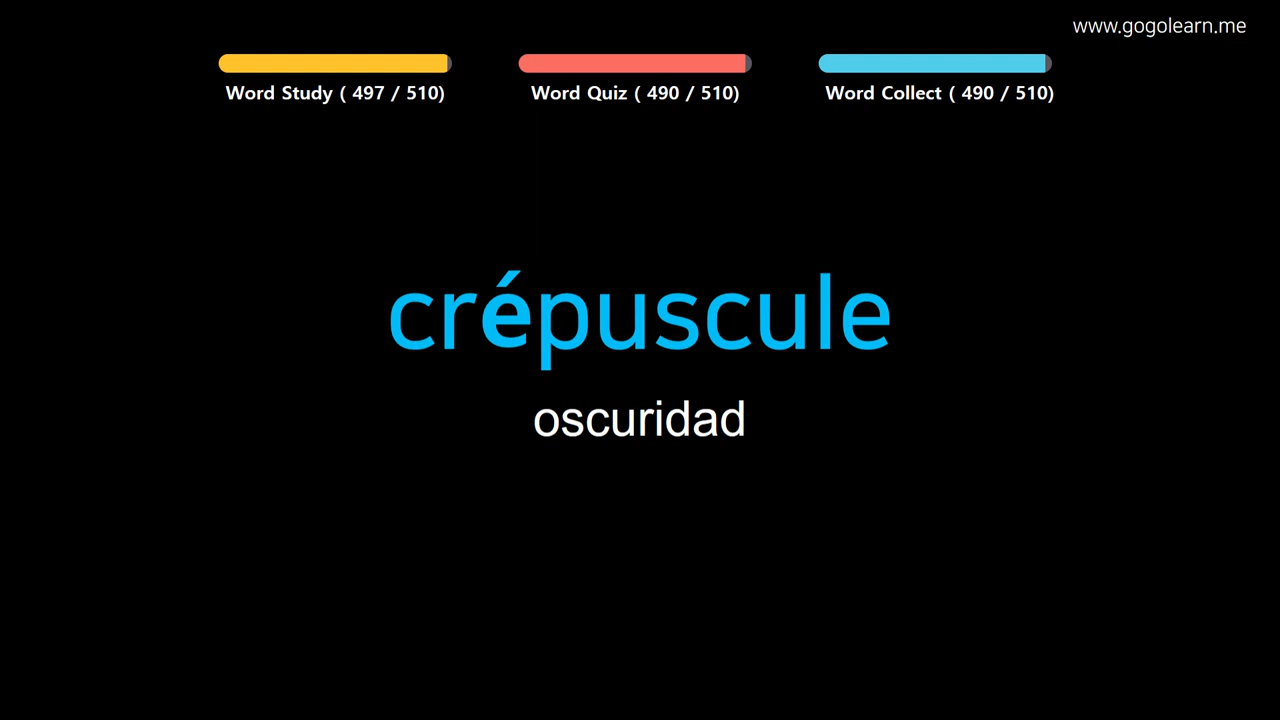 www.gogolearn.me
Word Study ( 497 / 510) Word Quiz ( 490 / 510) Word Collect ( 490 / 510)
crépuscule
oscuridad